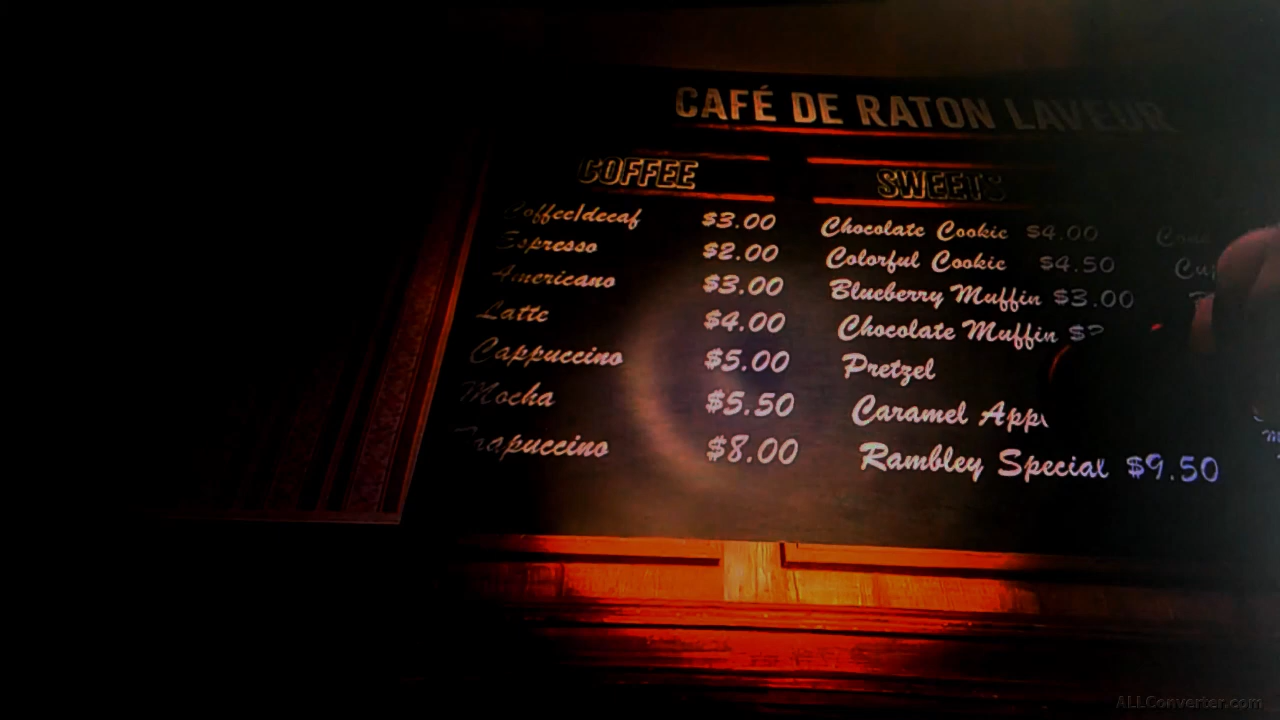 CAFÉ DE RATON LAVEUR
COFFEE
Coffee/decaf $3.00
Espresso $2.00
Americano $3.00
Latte $4.00
Cappuccino $5.00
Mocha $5.50
$8.00
SWEETS
Chocolate Cookie $4.00
Colorful Cookie $4.50
Blueberry Muffin $3.00
Chocolate Muffin
Pretzel
Caramel
Rambley Special $9.50
ALLConverter.com